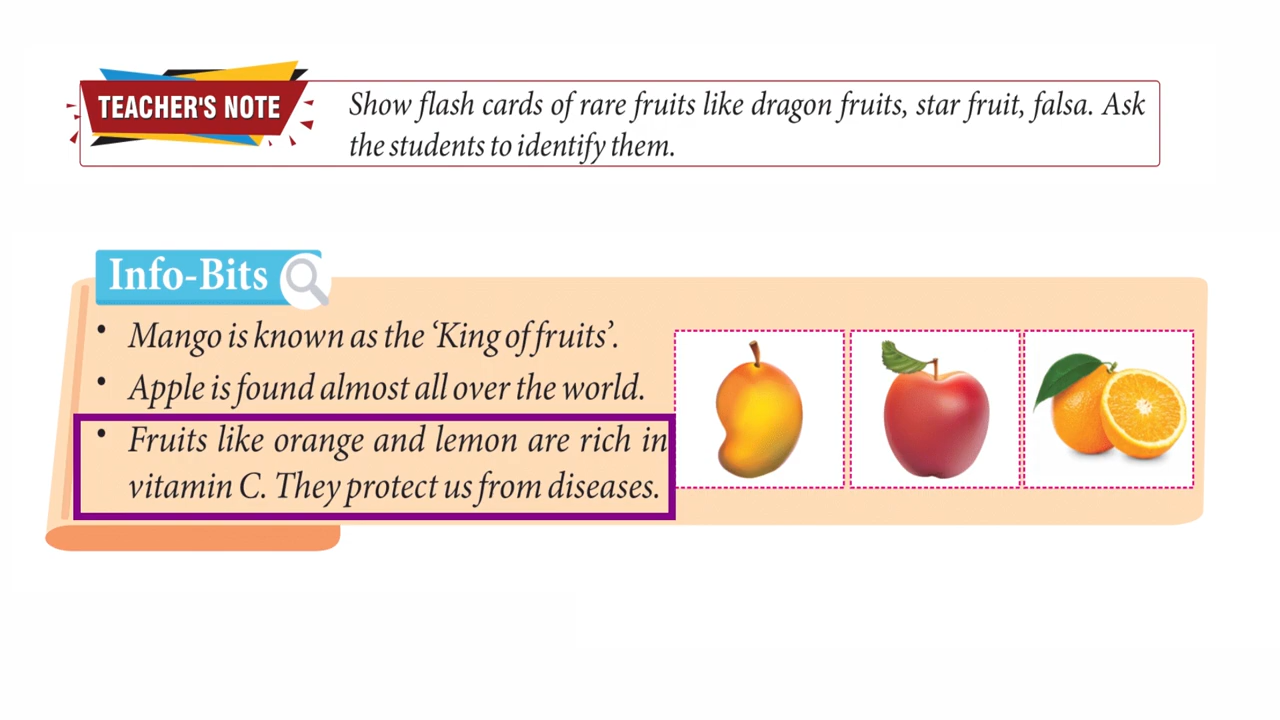 TEACHER'S NOTE
Show flash cards of rare fruits like dragon fruits, star fruit, falsa. Ask
the students to identify them.
Info-Bits
• Mango is known as the ‘King of fruits’.
• Apple is found almost all over the world.
• Fruits like orange and lemon are rich in
vitamin C. They protect us from diseases.